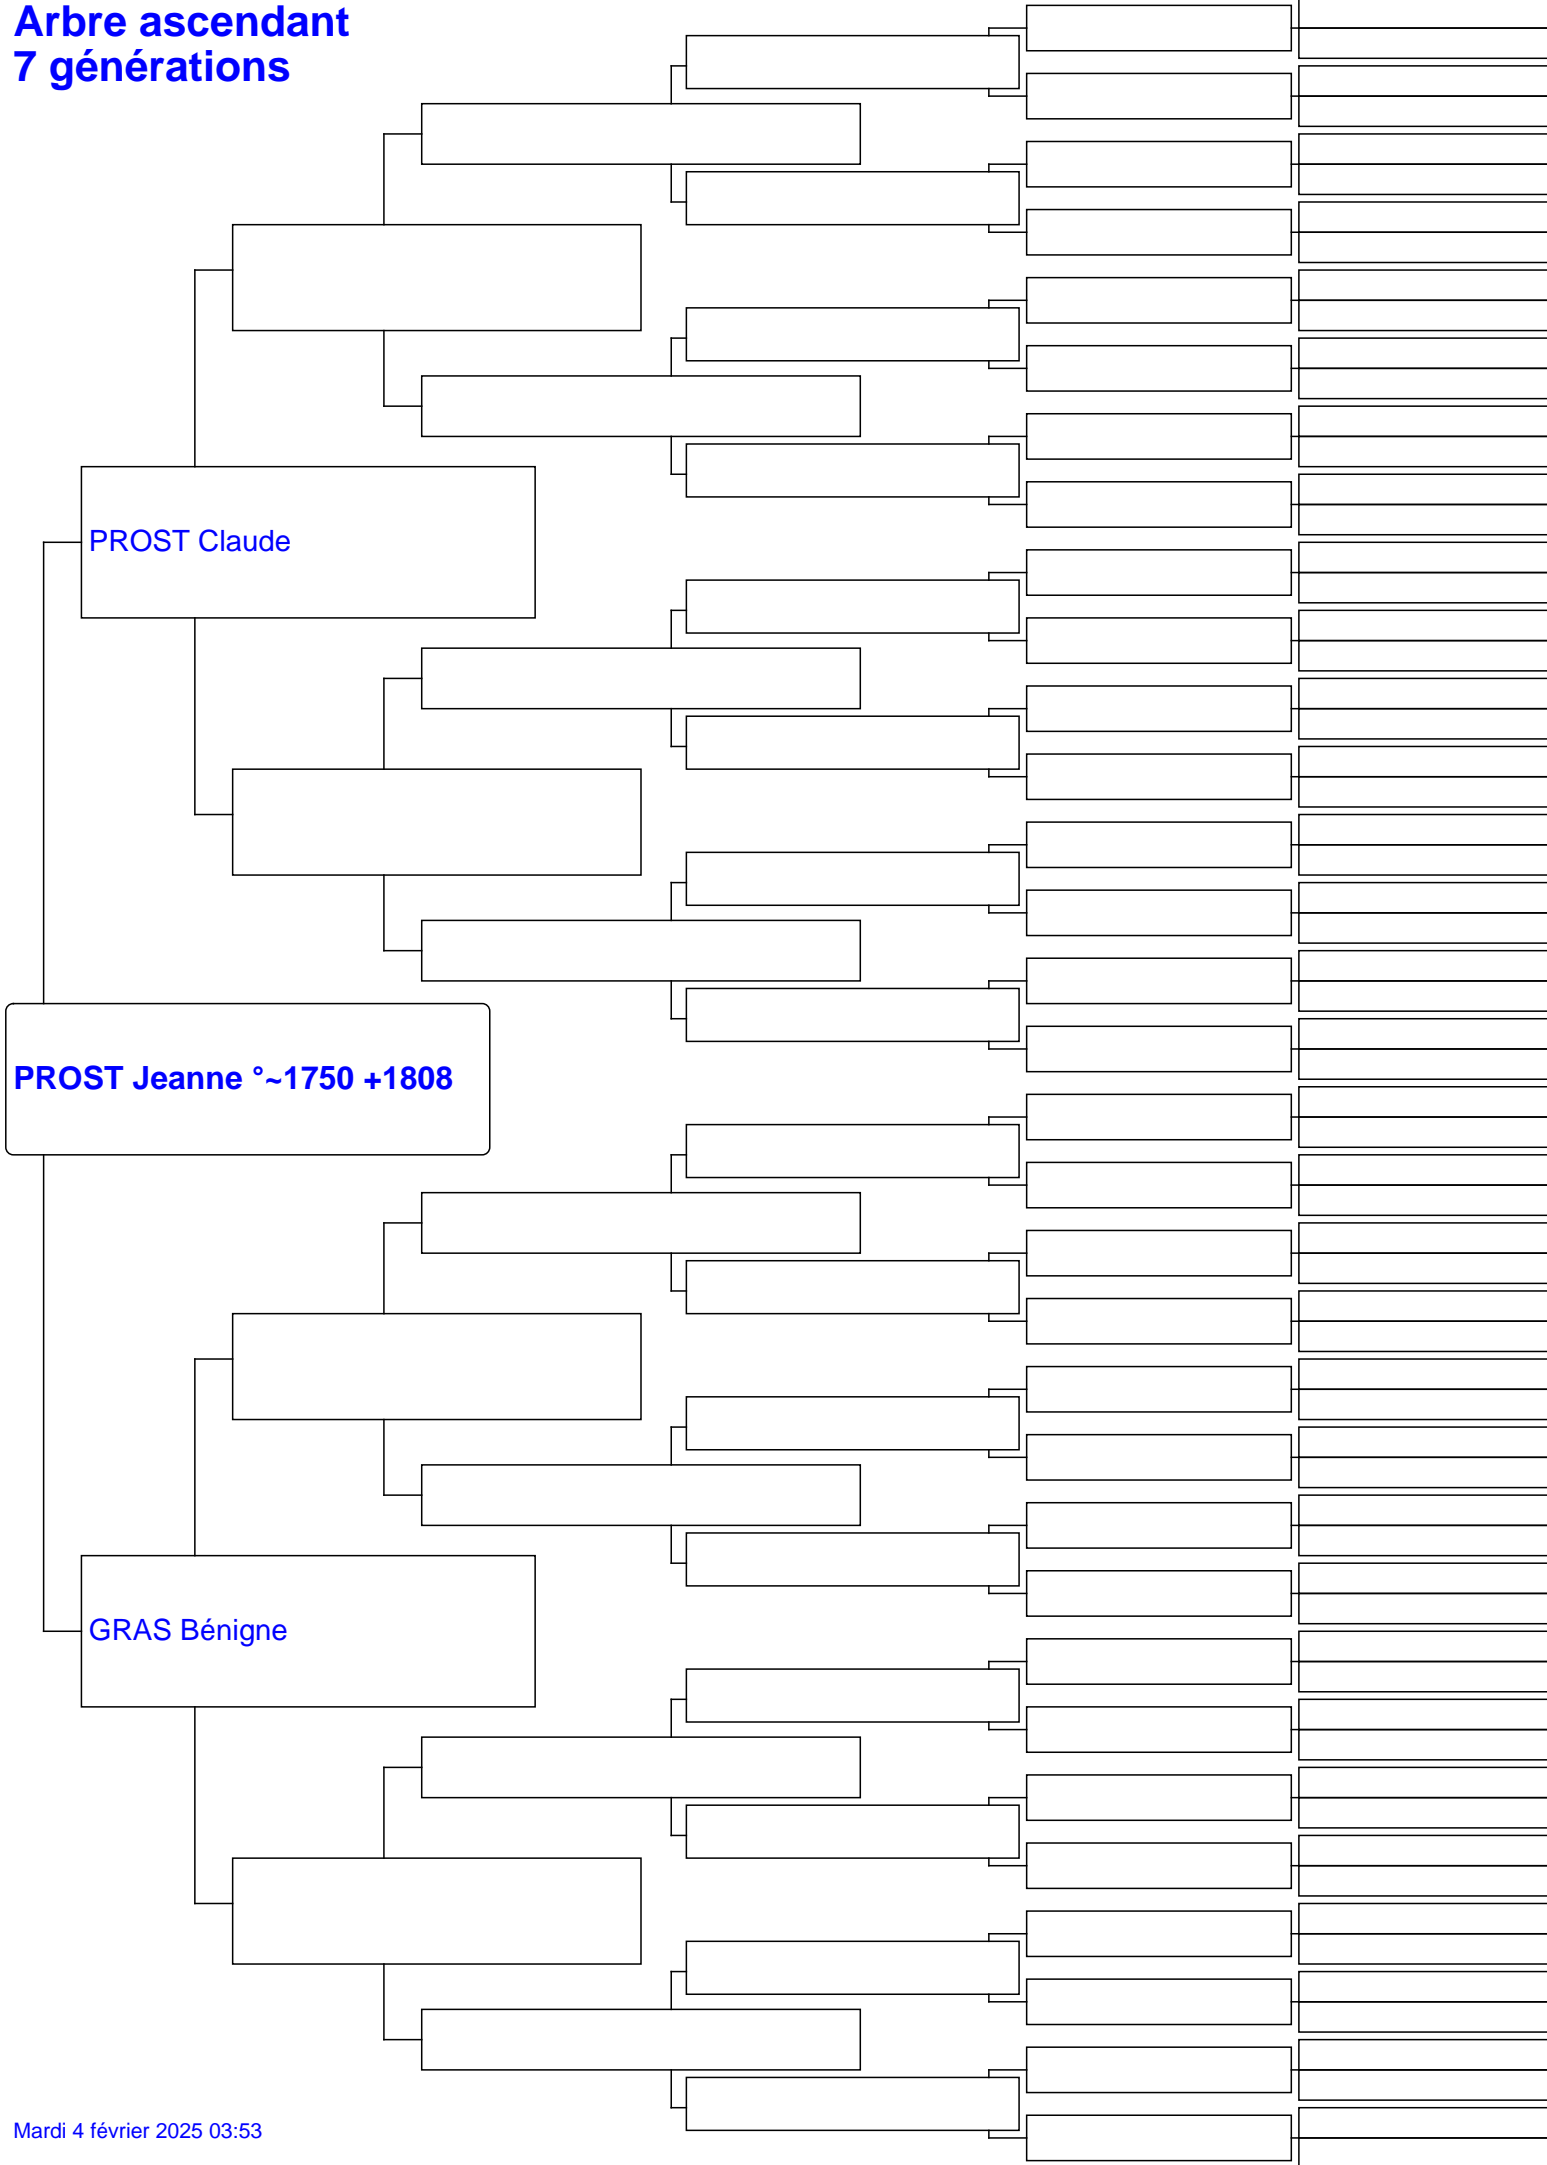 Arbre ascendant
7 générations
PROST Claude
PROST Jeanne °~1750 +1808
GRAS Bénigne
Mardi 4 février 2025 03:53